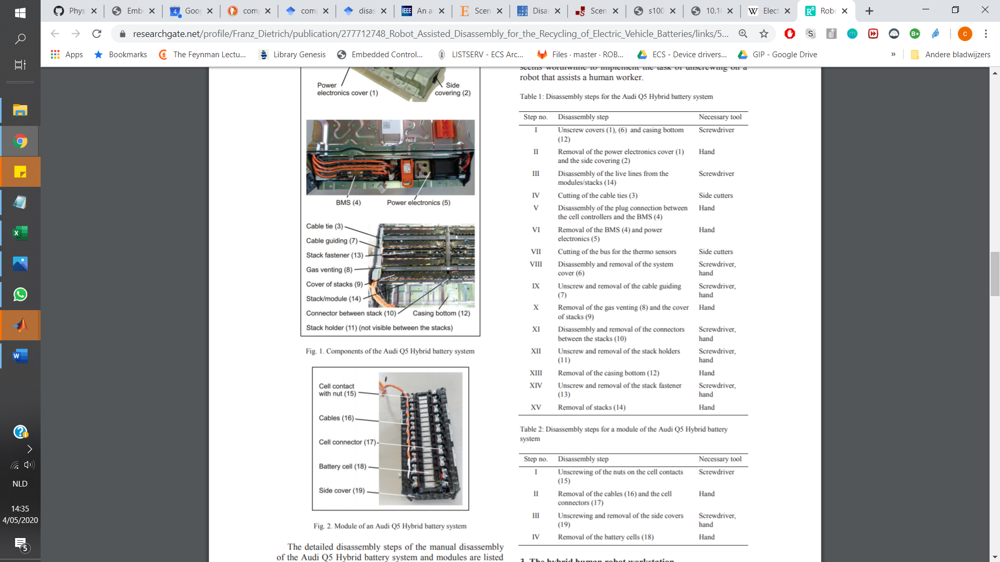 Phys
Emb
Goog
com
com
disas
An a
Scen
Disa
Scen
s100
10.1
Elect
Robo
researchgate.net/profile/Franz_Dietrich/publication/277712748_Robot_Assisted_Disassembly_for_the_Recycling_of_Electric_Vehicle_Batteries/links/5...
Apps
Bookmarks
The Feynman Lectu...
Library Genesis
Embedded Control...
LISTSERV - ECS Arc...
Files · master · ROB...
ECS - Device drivers...
GIP - Google Drive
»
Andere bladwijzers
Power
electronics cover (1)
Side
covering (2)
BMS (4)
Power electronics (5)
Cable tie (3)
Cable guiding (7)
Stack fastener (13)
Gas venting (8)
Cover of stacks (9)
Stack/module (14)
Connector between stack (10)
Casing bottom (12)
Stack holder (11) (not visible between the stacks)
Fig. 1. Components of the Audi Q5 Hybrid battery system
Cell contact
with nut (15)
Cables (16)
Cell connector (17)
Battery cell (18)
Side cover (19)
Fig. 2. Module of an Audi Q5 Hybrid battery system
The detailed disassembly steps of the manual disassembly
of the Audi Q5 Hybrid battery system and modules are listed
seems worthwhile to implement the task of unscrewing on a
robot that assists a human worker.
Table 1: Disassembly steps for the Audi Q5 Hybrid battery system
Step no. Disassembly step Necessary tool
I Unscrew covers (1), (6) and casing bottom Screwdriver
(12)
II Removal of the power electronics cover (1) Hand
and the side covering (2)
III Disassembly of the live lines from the Screwdriver
modules/stacks (14)
IV Cutting of the cable ties (3) Side cutters
V Disassembly of the plug connection between Hand
the cell controllers and the BMS (4)
VI Removal of the BMS (4) and power Hand
electronics (5)
VII Cutting of the bus for the thermo sensors Side cutters
VIII Disassembly and removal of the system Screwdriver,
cover (6) hand
IX Unscrew and removal of the cable guiding Screwdriver,
(7) hand
X Removal of the gas venting (8) and the cover Hand
of stacks (9)
XI Disassembly and removal of the connectors Screwdriver,
between the stacks (10) hand
XII Unscrew and removal of the stack holders Screwdriver,
(11) hand
XIII Removal of the casing bottom (12) Hand
XIV Unscrew and removal of the stack fastener Screwdriver,
(13) hand
XV Removal of stacks (14) Hand
Table 2: Disassembly steps for a module of the Audi Q5 Hybrid battery
system
Step no. Disassembly step Necessary tool
I Unscrewing of the nuts on the cell contacts Screwdriver
(15)
II Removal of the cables (16) and the cell Hand
connectors (17)
III Unscrewing and removal of the side covers Screwdriver,
(19) hand
IV Removal of the battery cells (18) Hand
3. The hybrid human robot workstation
NLD
14:35
4/05/2020
5